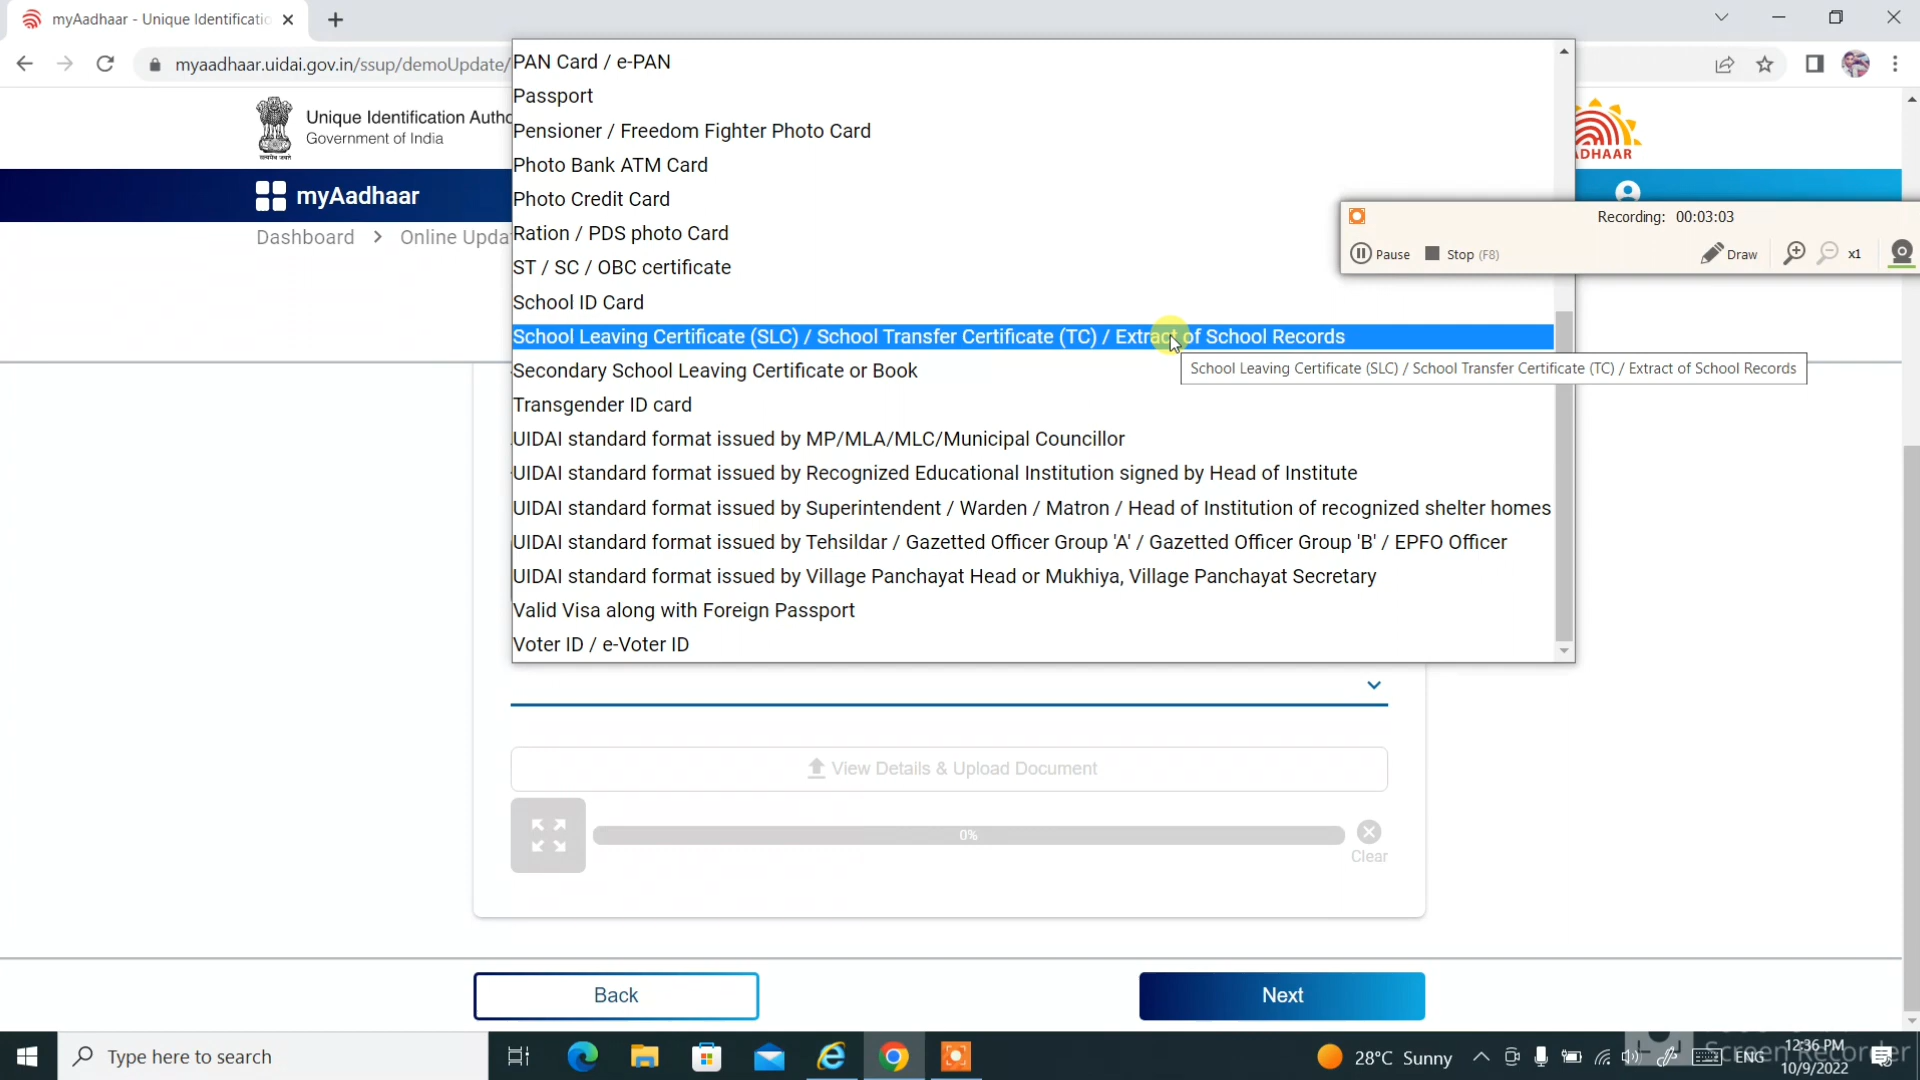 myAadhaar - Unique Identificatio
myaadhaar.uidai.gov.in/ssup/demoUpdate/
Unique Identification Autho
Government of India
सत्यमेव जयते
ADHAAR
myAadhaar
Dashboard > Online Upda
PAN Card / e-PAN
Passport
Pensioner / Freedom Fighter Photo Card
Photo Bank ATM Card
Photo Credit Card
Ration / PDS photo Card
ST / SC / OBC certificate
School ID Card
School Leaving Certificate (SLC) / School Transfer Certificate (TC) / Extract of School Records
Secondary School Leaving Certificate or Book
Transgender ID card
UIDAI standard format issued by MP/MLA/MLC/Municipal Councillor
UIDAI standard format issued by Recognized Educational Institution signed by Head of Institute
UIDAI standard format issued by Superintendent / Warden / Matron / Head of Institution of recognized shelter homes
UIDAI standard format issued by Tehsildar / Gazetted Officer Group 'A' / Gazetted Officer Group 'B' / EPFO Officer
UIDAI standard format issued by Village Panchayat Head or Mukhiya, Village Panchayat Secretary
Valid Visa along with Foreign Passport
Voter ID / e-Voter ID
Recording: 00:03:03
Pause Stop (F8) Draw x1
School Leaving Certificate (SLC) / School Transfer Certificate (TC) / Extract of School Records
View Details & Upload Document
0%
Clear
Back Next
Type here to search
28°C Sunny
ENG
12:36 PM
10/9/2022
Screen Recorder